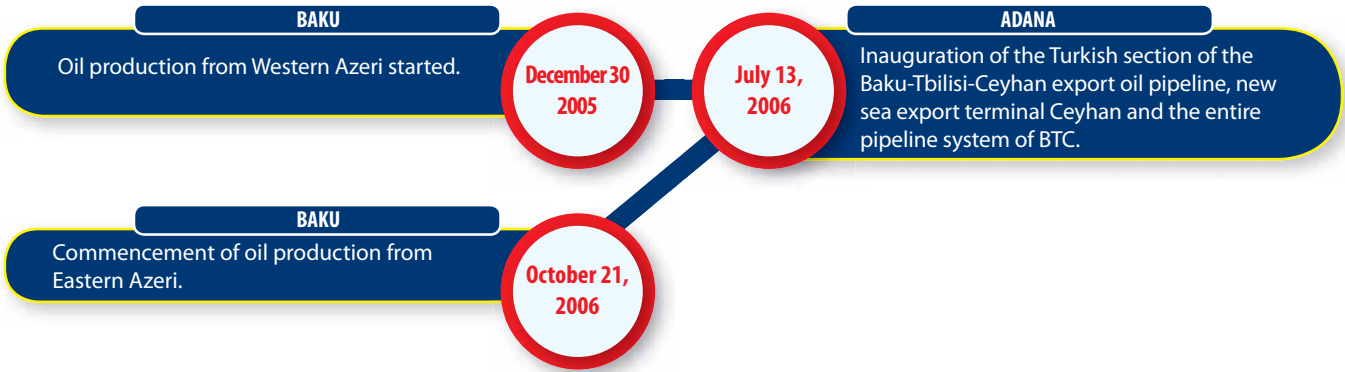 BAKU
Oil production from Western Azeri started.
December 30
2005
July 13,
2006
ADANA
Inauguration of the Turkish section of the
Baku-Tbilisi-Ceyhan export oil pipeline, new
sea export terminal Ceyhan and the entire
pipeline system of BTC.
BAKU
Commencement of oil production from
Eastern Azeri.
October 21,
2006